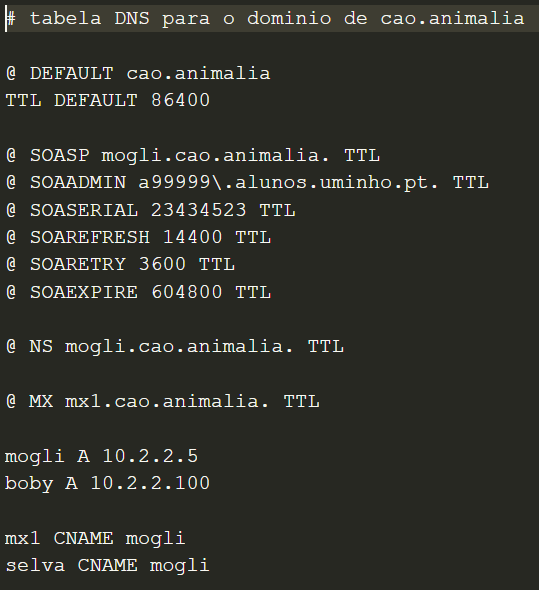 # tabela DNS para o dominio de cao.animalia
@ DEFAULT cao.animalia
TTL DEFAULT 86400
@ SOASP mogli.cao.animalia. TTL
@ SOAADMIN a99999\.alunos.uminho.pt. TTL
@ SOASERIAL 23434523 TTL
@ SOAREFRESH 14400 TTL
@ SOARETRY 3600 TTL
@ SOAEXPIRE 604800 TTL
@ NS mogli.cao.animalia. TTL
@ MX mx1.cao.animalia. TTL
mogli A 10.2.2.5
boby A 10.2.2.100
mx1 CNAME mogli
selva CNAME mogli